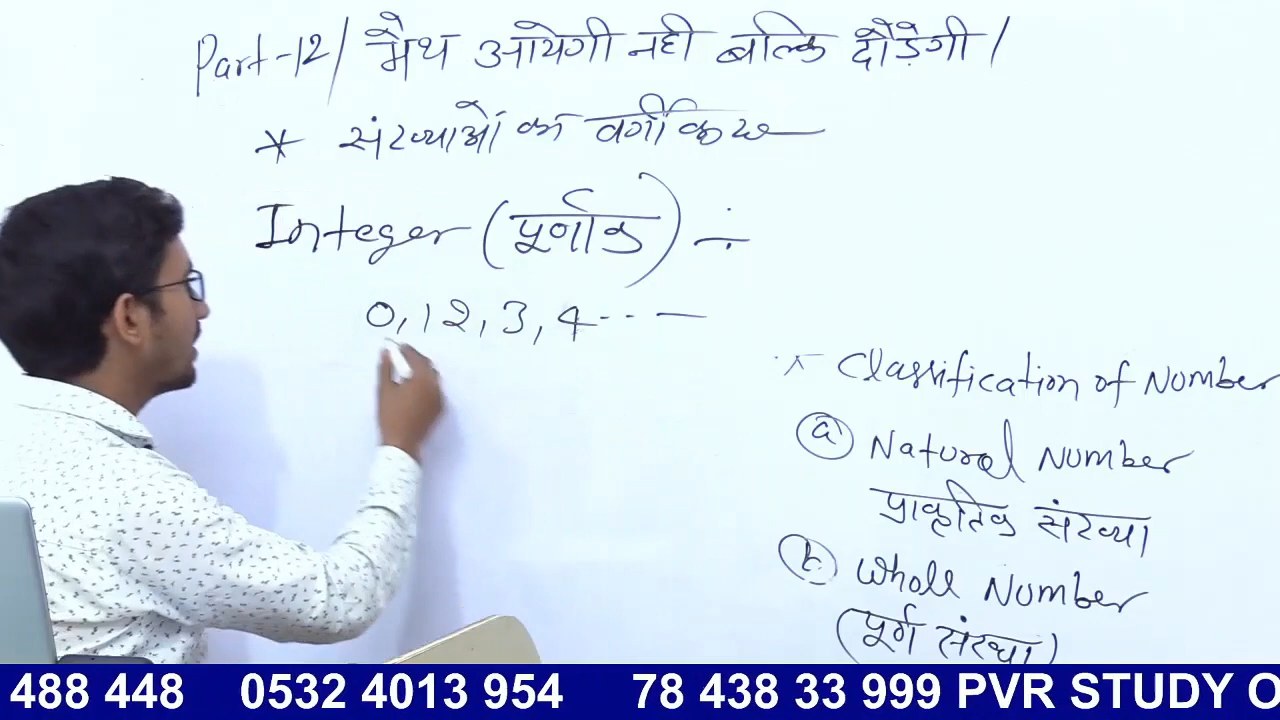 Part-12/ मैथ आयेगी नही बल्कि दौड़ेगी /
* संख्याओं का वर्गीकरण
Integer (पूर्णांक) ÷
0, 1 2, 3, 4 --- —
Classification of Number
(a) Natural Number
प्राकृतिक संख्या
(b) Whole Number
(पूर्ण संख्या)
488 448 0532 4013 954 78 438 33 999 PVR STUDY O